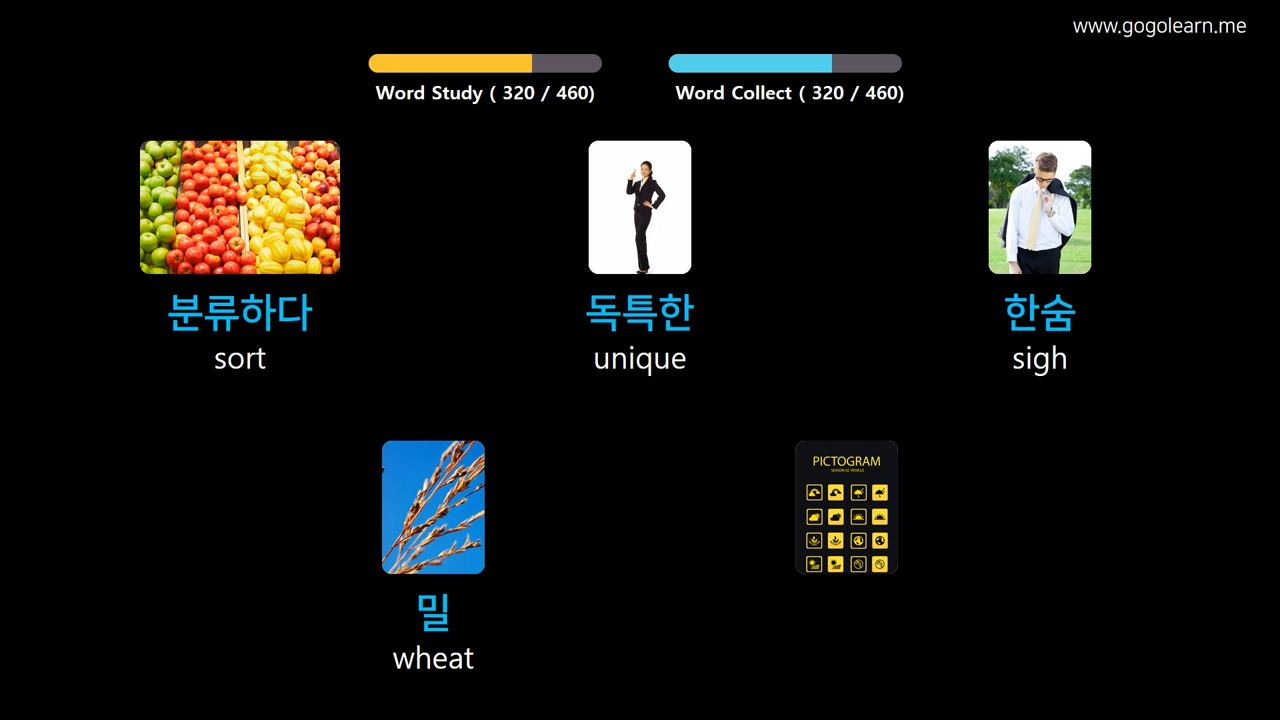 www.gogolearn.me
Word Study ( 320 / 460)
Word Collect ( 320 / 460)
분류하다
sort
독특한
unique
한숨
sigh
PICTOGRAM
밀
wheat